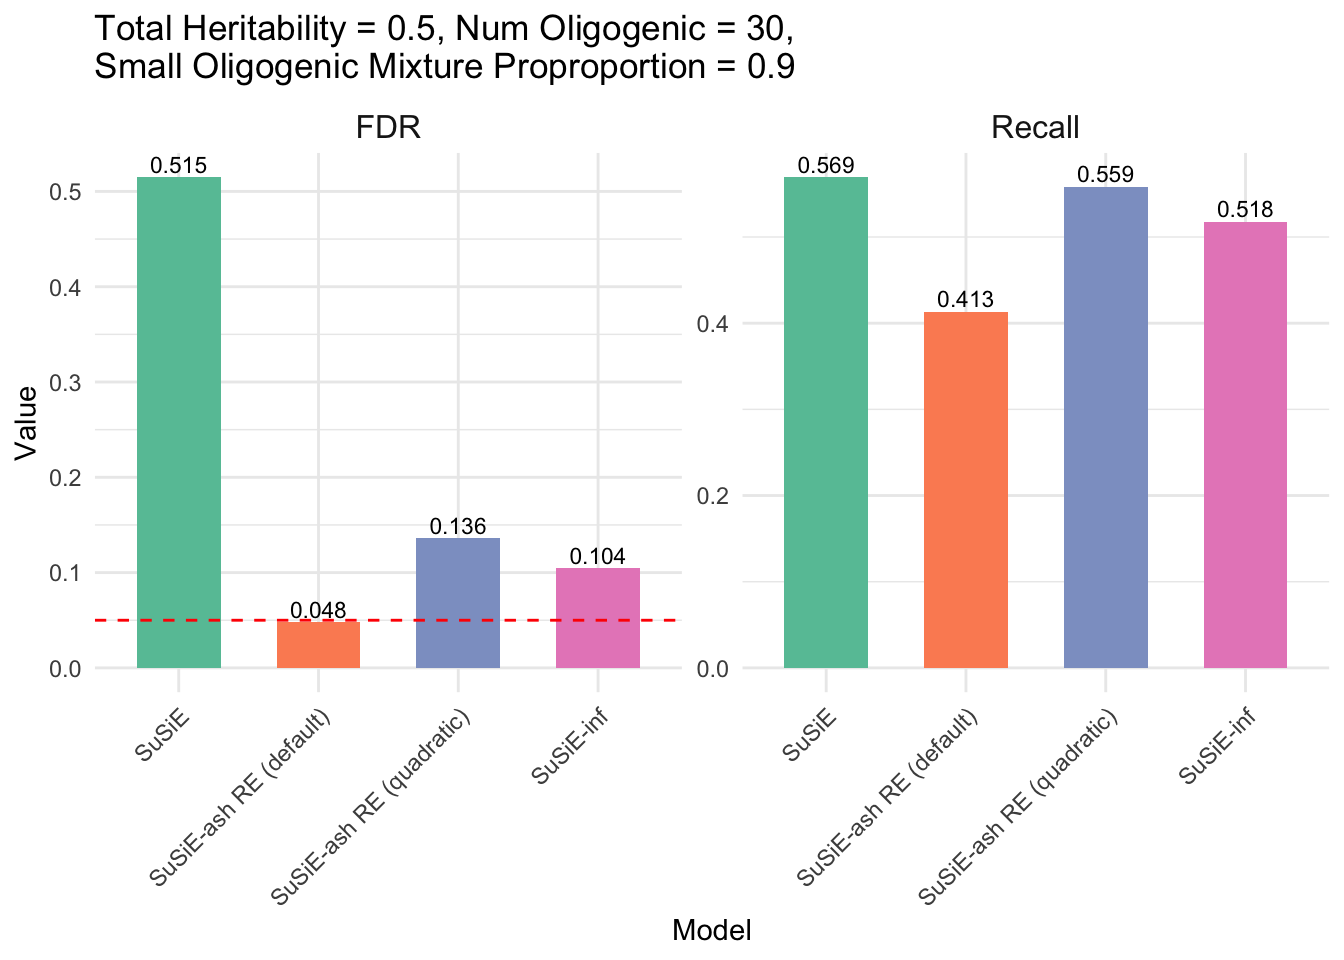 Total Heritability = 0.5, Num Oligogenic = 30,
Small Oligogenic Mixture Proproportion = 0.9
FDR
Recall
Value
0.5
0.4
0.3
0.2
0.1
0.0
0.515
0.048
0.136
0.104
0.4
0.2
0.0
0.569
0.413
0.559
0.518
SuSiE
SuSiE-ash RE (default)
SuSiE-ash RE (quadratic)
SuSiE-inf
SuSiE
SuSiE-ash RE (default)
SuSiE-ash RE (quadratic)
SuSiE-inf
Model